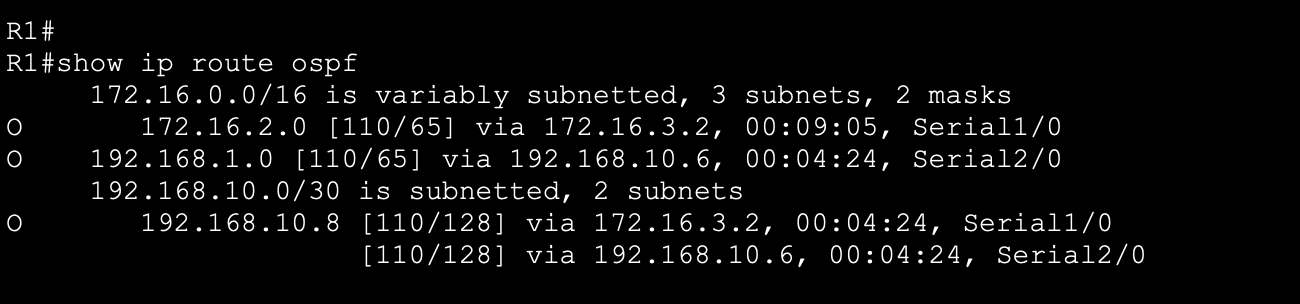 R1#
R1#show ip route ospf
     172.16.0.0/16 is variably subnetted, 3 subnets, 2 masks
O       172.16.2.0 [110/65] via 172.16.3.2, 00:09:05, Serial1/0
O    192.168.1.0 [110/65] via 192.168.10.6, 00:04:24, Serial2/0
     192.168.10.0/30 is subnetted, 2 subnets
O       192.168.10.8 [110/128] via 172.16.3.2, 00:04:24, Serial1/0
                     [110/128] via 192.168.10.6, 00:04:24, Serial2/0